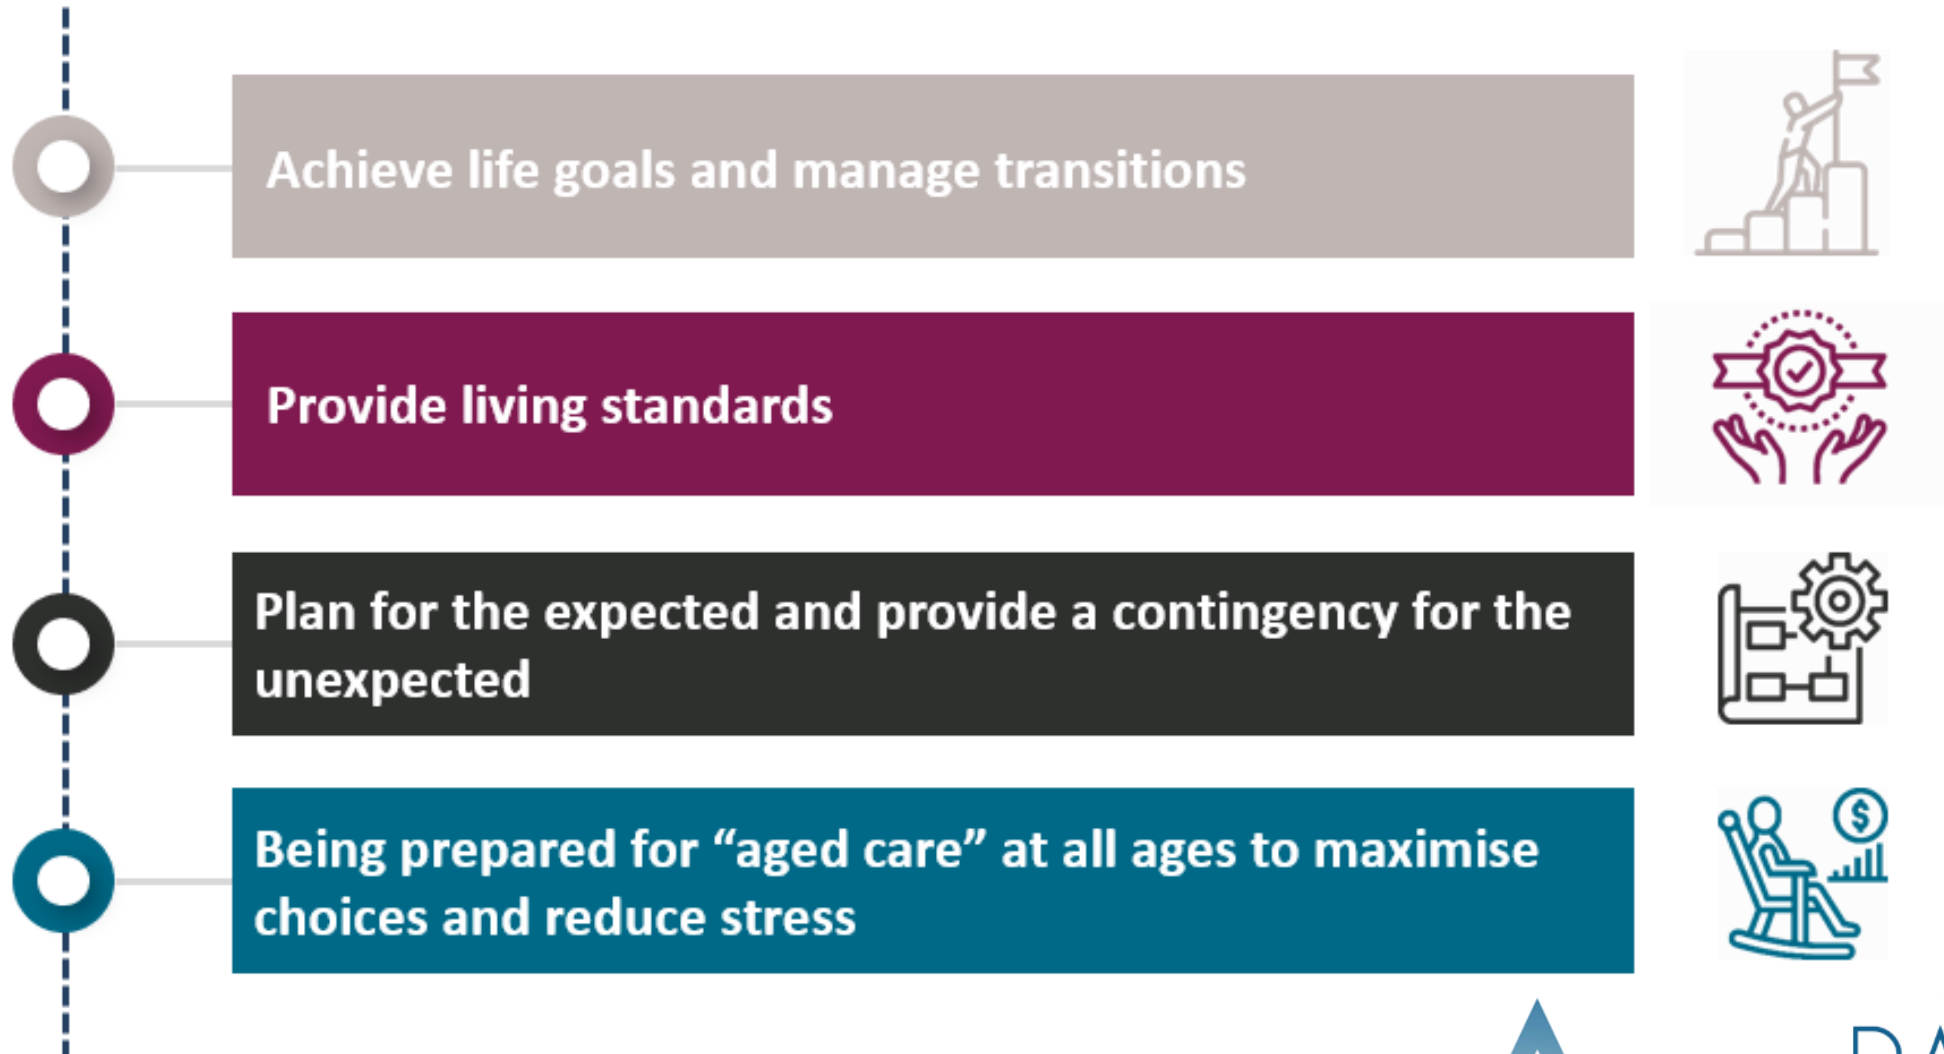 Achieve life goals and manage transitions
Provide living standards
Plan for the expected and provide a contingency for the
unexpected
Being prepared for “aged care” at all ages to maximise
choices and reduce stress
$